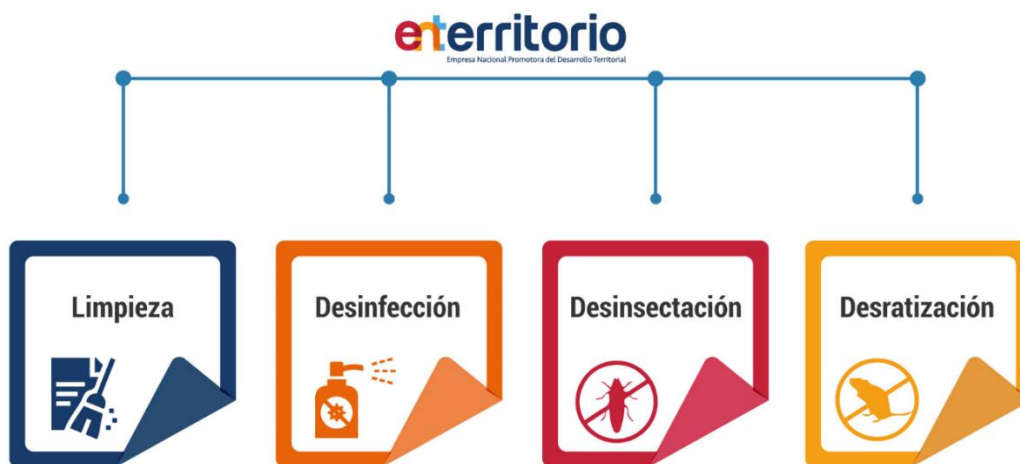 enterritorio
Empresa Nacional Promotora del Desarrollo Territorial
Limpieza
Desinfección
Desinsectación
Desratización